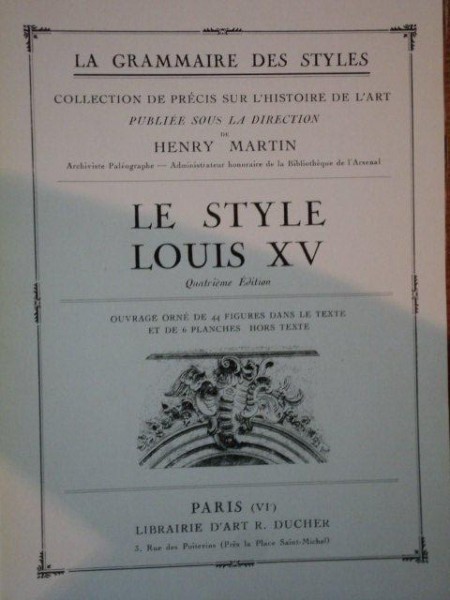 LA GRAMMAIRE DES STYLES
COLLECTION DE PRÉCIS SUR L'HISTOIRE DE L'ART
PUBLIÉE SOUS LA DIRECTION
DE
HENRY MARTIN
Archiviste Paléographe — Administrateur honoraire de la Bibliothèque de l'Arsenal
LE STYLE
LOUIS XV
Quatrième Édition
OUVRAGE ORNÉ DE 44 FIGURES DANS LE TEXTE
ET DE 6 PLANCHES HORS TEXTE
PARIS (VIᵉ)
LIBRAIRIE D'ART R. DUCHER
3, Rue des Poitevins (Près la Place Saint-Michel)